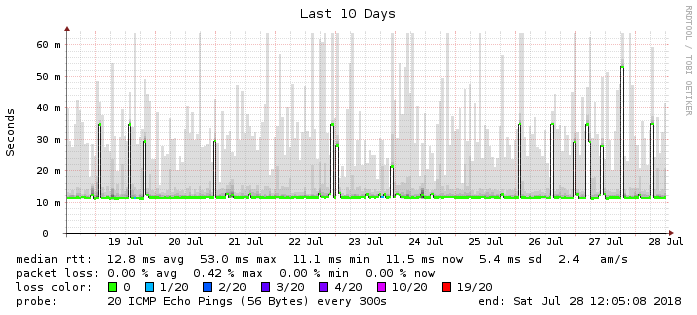 Last 10 Days
RRDTOOL / TOBI OETIKER
Seconds
60 m
50 m
40 m
30 m
20 m
10 m
0
19 Jul 20 Jul 21 Jul 22 Jul 23 Jul 24 Jul 25 Jul 26 Jul 27 Jul 28 Jul
median rtt: 12.8 ms avg 53.0 ms max 11.1 ms min 11.5 ms now 5.4 ms sd 2.4 am/s
packet loss: 0.00 % avg 0.42 % max 0.00 % min 0.00 % now
loss color: 0 1/20 2/20 3/20 4/20 10/20 19/20
probe: 20 ICMP Echo Pings (56 Bytes) every 300s end: Sat Jul 28 12:05:08 2018